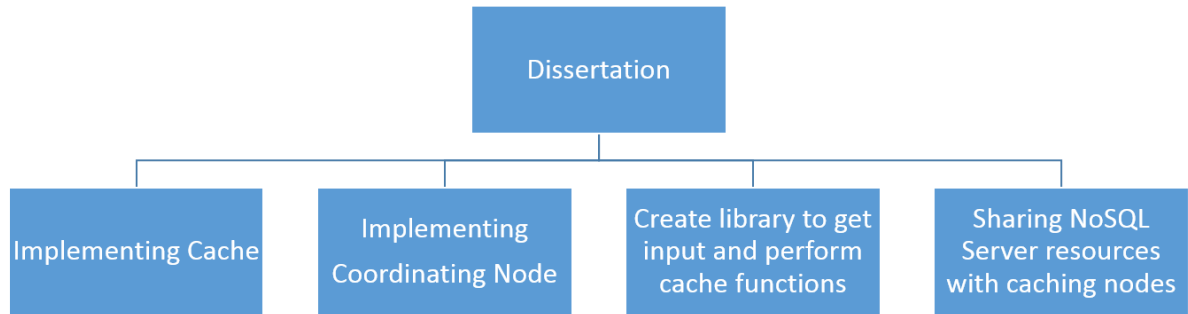 Dissertation
Implementing Cache
Implementing
Coordinating Node
Create library to get
input and perform
cache functions
Sharing NoSQL
Server resources
with caching nodes